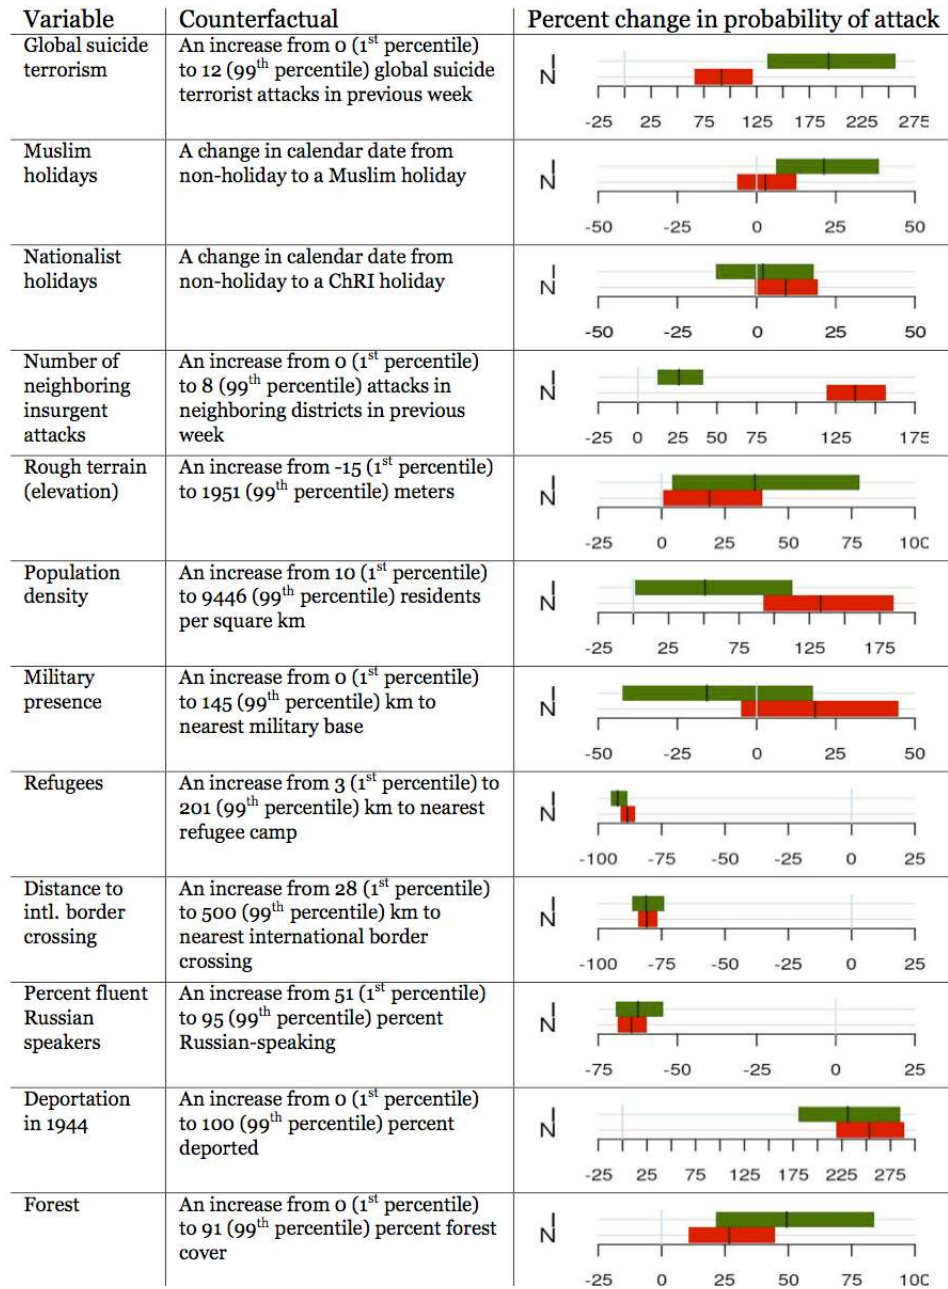 Variable Counterfactual Percent change in probability of attack
Global suicide An increase from 0 (1st percentile)
terrorism to 12 (99th percentile) global suicide
terrorist attacks in previous week
I
N
-25 25 75 125 175 225 275
Muslim A change in calendar date from
holidays non-holiday to a Muslim holiday
I
N
-50 -25 0 25 50
Nationalist A change in calendar date from
holidays non-holiday to a ChRI holiday
I
N
-50 -25 0 25 50
Number of An increase from 0 (1st percentile)
neighboring to 8 (99th percentile) attacks in
insurgent neighboring districts in previous
attacks week
I
N
-25 0 25 50 75 125 175
Rough terrain An increase from -15 (1st percentile)
(elevation) to 1951 (99th percentile) meters
I
N
-25 0 25 50 75 100
Population An increase from 10 (1st percentile)
density to 9446 (99th percentile) residents
per square km
I
N
-25 25 75 125 175
Military An increase from 0 (1st percentile)
presence to 145 (99th percentile) km to
nearest military base
I
N
-50 -25 0 25 50
Refugees An increase from 3 (1st percentile) to
201 (99th percentile) km to nearest
refugee camp
I
N
-100 -75 -50 -25 0 25
Distance to An increase from 28 (1st percentile)
intl. border to 500 (99th percentile) km to
crossing nearest international border
crossing
I
N
-100 -75 -50 -25 0 25
Percent fluent An increase from 51 (1st percentile)
Russian to 95 (99th percentile) percent
speakers Russian-speaking
I
N
-75 -50 -25 0 25
Deportation An increase from 0 (1st percentile)
in 1944 to 100 (99th percentile) percent
deported
I
N
-25 25 75 125 175 225 275
Forest An increase from 0 (1st percentile)
to 91 (99th percentile) percent forest
cover
I
N
-25 0 25 50 75 100